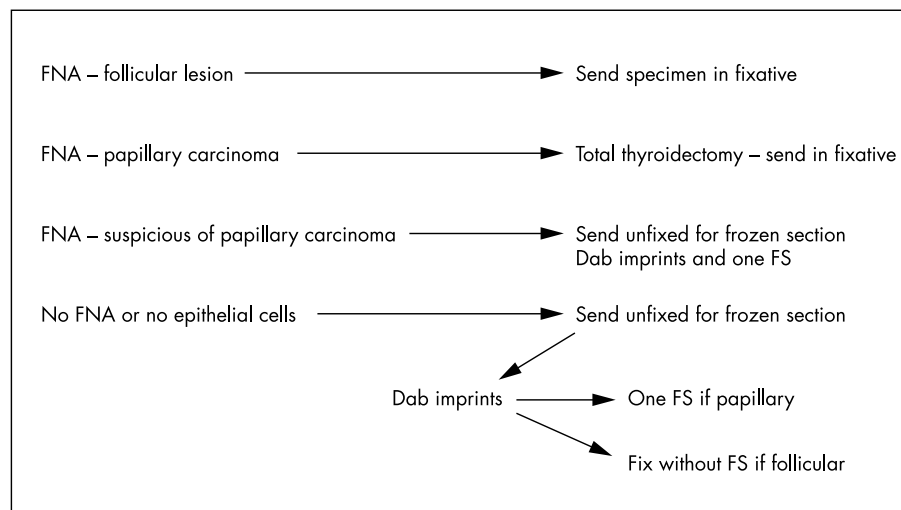 FNA – follicular lesion Send specimen in fixative
FNA – papillary carcinoma Total thyroidectomy – send in fixative
FNA – suspicious of papillary carcinoma Send unfixed for frozen section
Dab imprints and one FS
No FNA or no epithelial cells Send unfixed for frozen section
Dab imprints One FS if papillary
Fix without FS if follicular